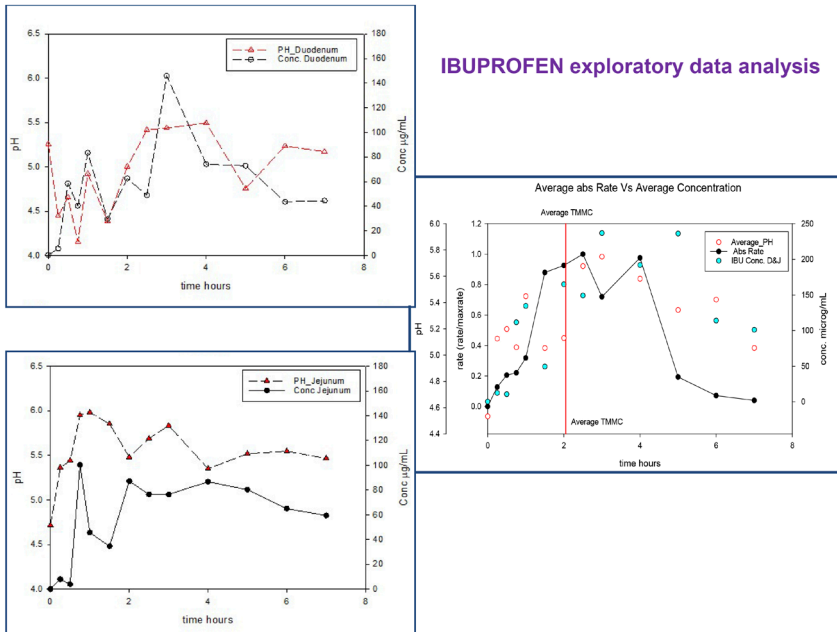 IBUPROFEN exploratory data analysis
6.5
6.0
5.5
5.0
4.5
4.0
pH
180
160
140
120
100
80
60
40
20
0
Conc µg/mL
PH_Duodenum
Conc. Duodenum
0 2 4 6 8
time hours
6.5
6.0
5.5
5.0
4.5
4.0
pH
180
160
140
120
100
80
60
40
20
0
Conc µg/mL
PH_Jejunum
Conc Jejunum
0 2 4 6 8
time hours
Average abs Rate Vs Average Concentration
Average TMMC
6.0
5.8
5.6
5.4
5.2
5.0
4.8
4.6
4.4
pH
1.2
1.0
0.8
0.6
0.4
0.2
0.0
rate (rate/maxrate)
250
200
150
100
50
0
conc. microg/mL
Average_PH
Abs Rate
IBU Conc. D&J
Average TMMC
0 2 4 6 8
time hours